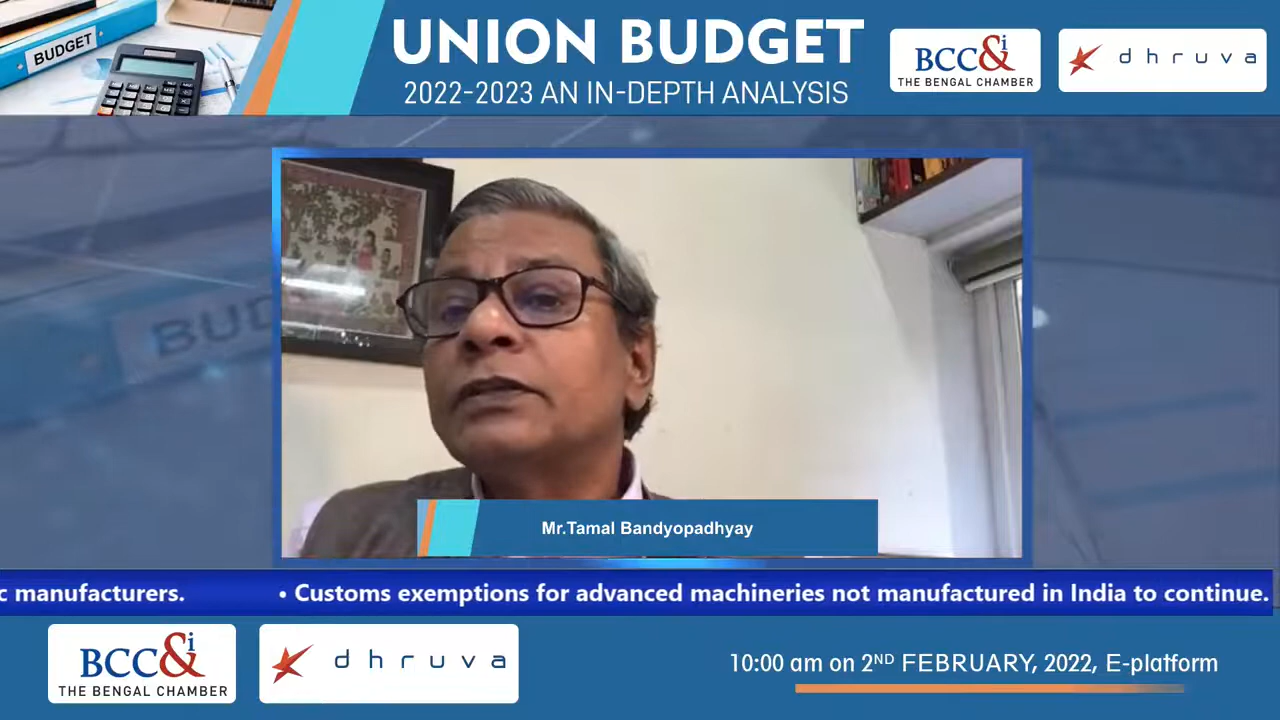 BUDGET
UNION BUDGET
2022-2023 AN IN-DEPTH ANALYSIS
BCC&i
THE BENGAL CHAMBER
dhruva
BUD
Mr.Tamal Bandyopadhyay
c manufacturers. • Customs exemptions for advanced machineries not manufactured in India to continue.
BCC&i
THE BENGAL CHAMBER
dhruva
10:00 am on 2ND FEBRUARY, 2022, E-platform